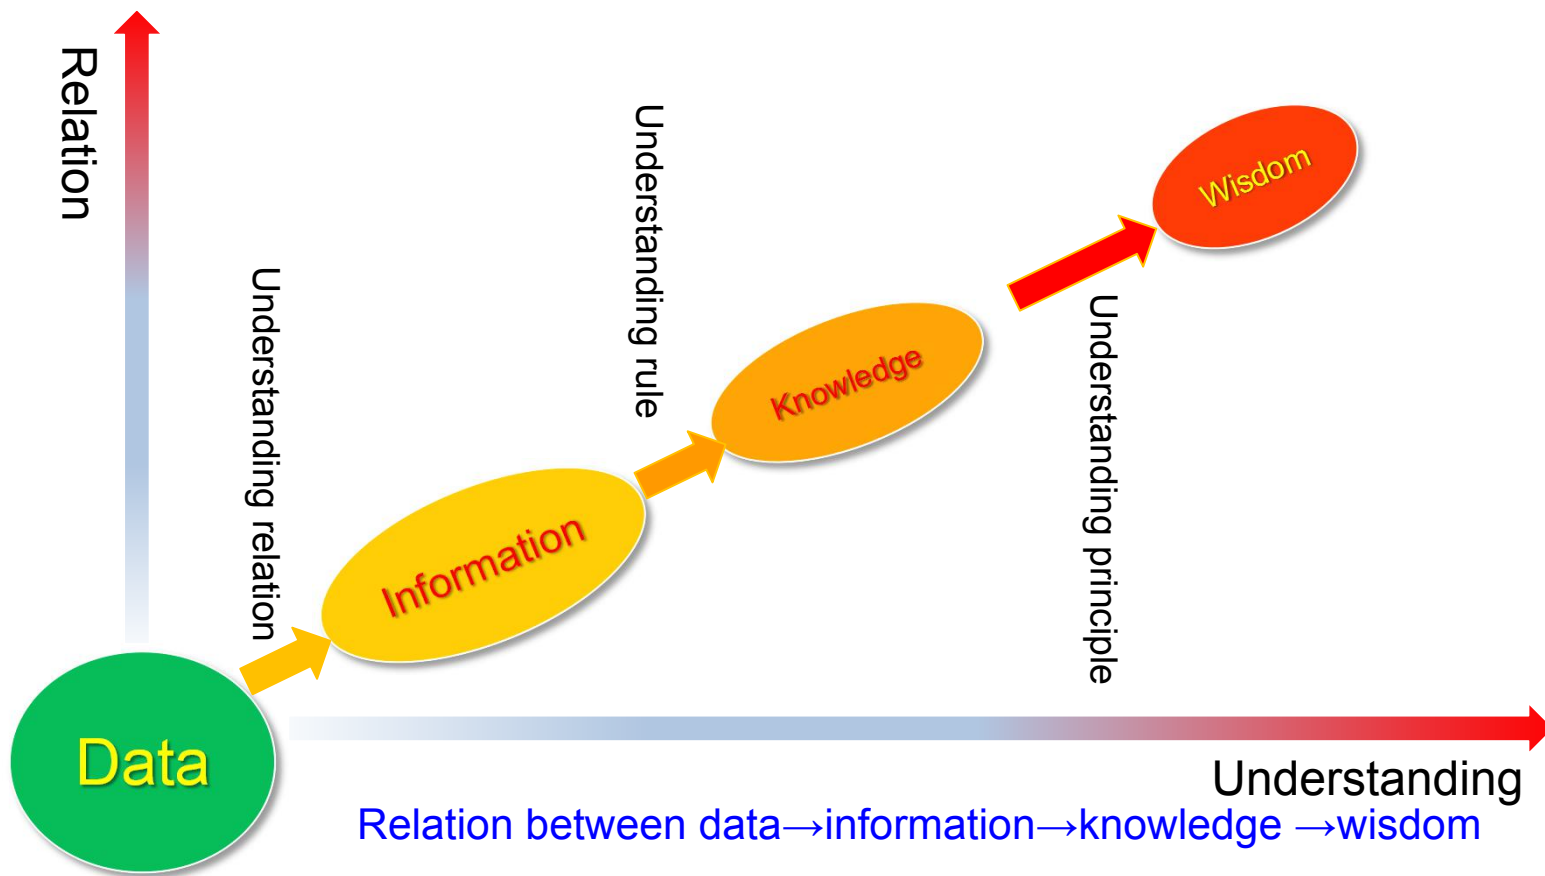 Relation
Understanding relation
Understanding rule
Understanding principle
Wisdom
Knowledge
Information
Data
Understanding
Relation between data→information→knowledge →wisdom